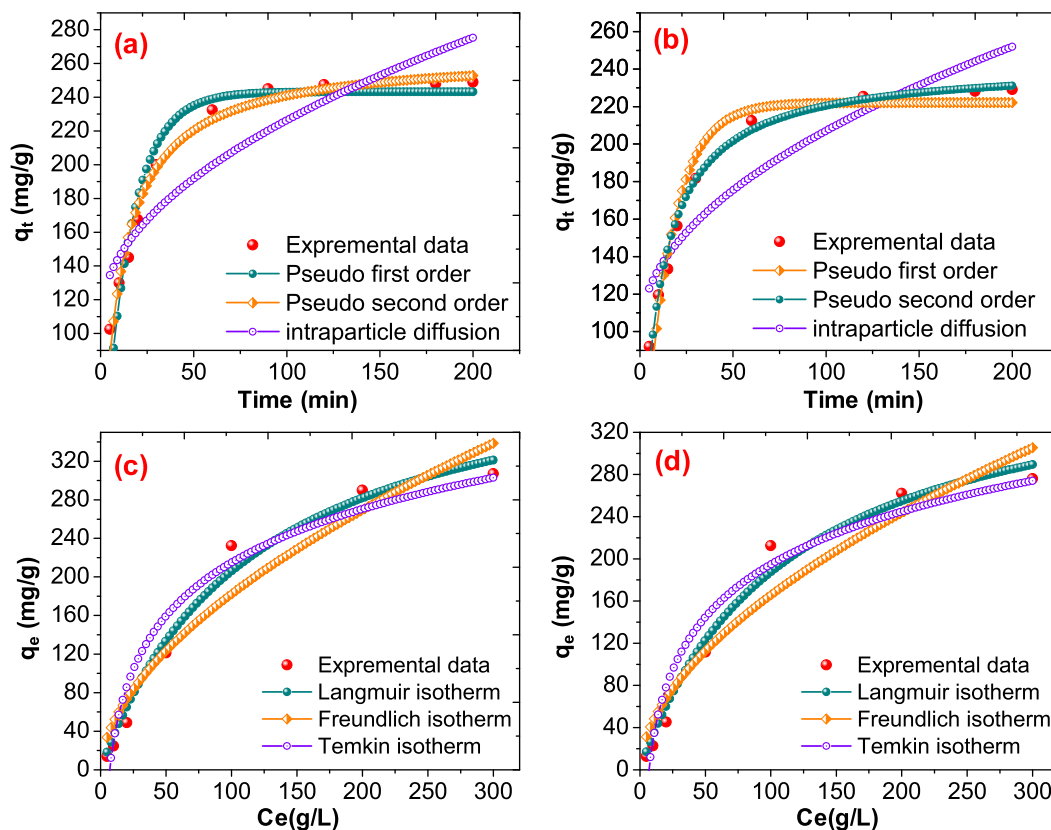 (a)
280
260
240
220
200
180
160
140
120
100
qt (mg/g)
Expremental data
Pseudo first order
Pseudo second order
intraparticle diffusion
0 50 100 150 200
Time (min)
(b)
260
240
220
200
180
160
140
120
100
qt (mg/g)
Expremental data
Pseudo first order
Pseudo second order
intraparticle diffusion
0 50 100 150 200
Time (min)
(c)
320
280
240
200
160
120
80
40
0
qe (mg/g)
Expremental data
Langmuir isotherm
Freundlich isotherm
Temkin isotherm
0 50 100 150 200 250 300
Ce(g/L)
(d)
320
280
240
200
160
120
80
40
0
qe (mg/g)
Expremental data
Langmuir isotherm
Freundlich isotherm
Temkin isotherm
0 50 100 150 200 250 300
Ce(g/L)